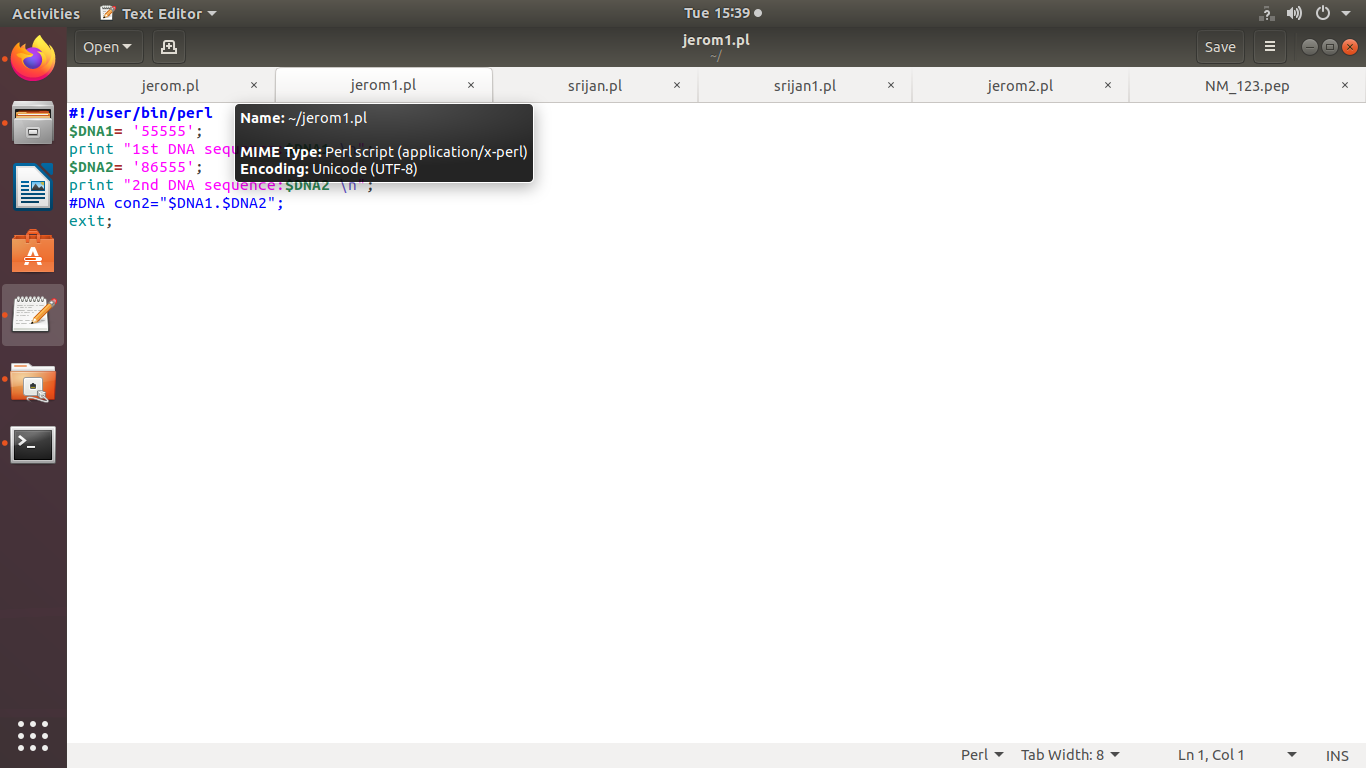 Activities Text Editor Tue 15:39
Open jerom1.pl Save
~/
jerom.pl × jerom1.pl × srijan.pl × srijan1.pl × jerom2.pl × NM_123.pep ×
#!/user/bin/perl
$DNA1= '55555';
print "1st DNA sequ
$DNA2= '86555';
print "2nd DNA sequence:$DNA2 \n";
#DNA con2="$DNA1.$DNA2";
exit;
Name: ~/jerom1.pl
MIME Type: Perl script (application/x-perl)
Encoding: Unicode (UTF-8)
Perl Tab Width: 8 Ln 1, Col 1 INS